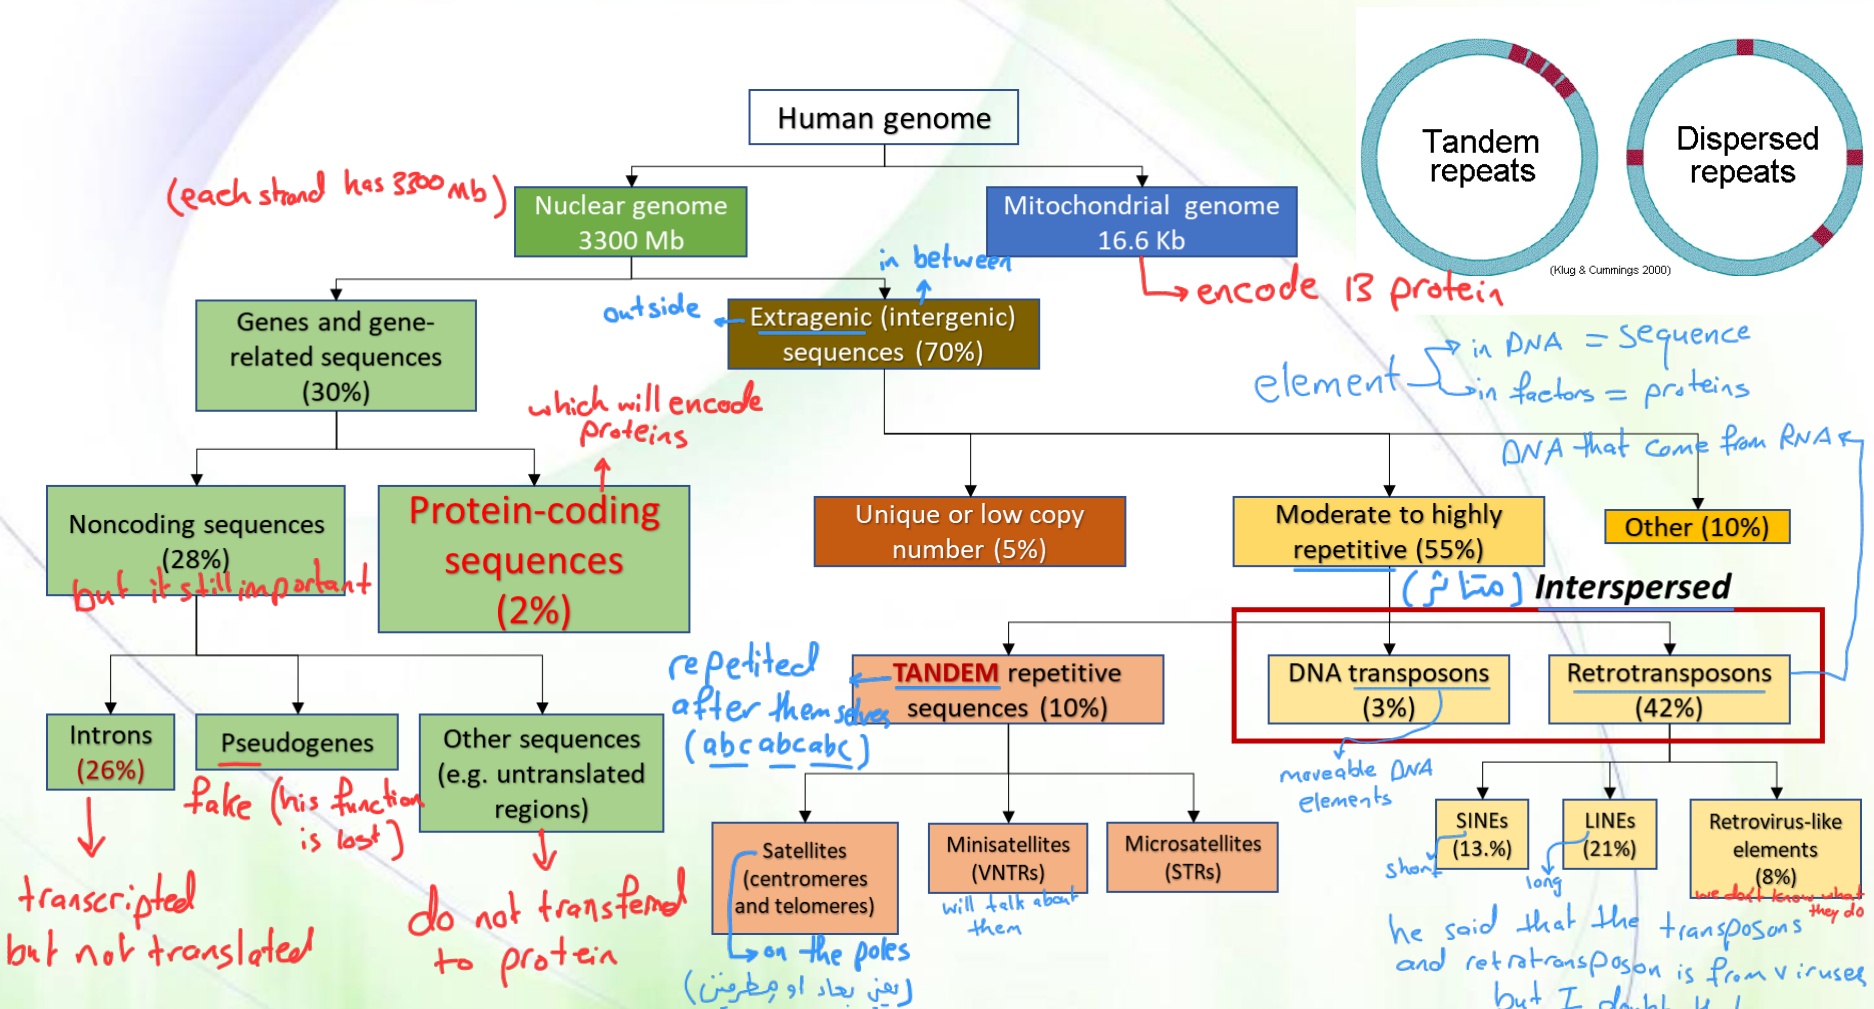 Human genome
Tandem
repeats
Dispersed
repeats
(Klug & Cummings 2000)
(each strand has 3300 Mb)
Nuclear genome
3300 Mb
Mitochondrial genome
16.6 Kb
encode 13 protein
in between
outside
Genes and gene-
related sequences
(30%)
Extragenic (intergenic)
sequences (70%)
element
in DNA = sequence
in factors = proteins
DNA that come from RNA
which will encode
proteins
Noncoding sequences
(28%)
but it still important
Protein-coding
sequences
(2%)
Unique or low copy
number (5%)
Moderate to highly
repetitive (55%)
Other (10%)
Interspersed
repetited
after themselves
(abc abc abc)
TANDEM repetitive
sequences (10%)
DNA transposons
(3%)
Retrotransposons
(42%)
moveable DNA
elements
Introns
(26%)
Pseudogenes
Other sequences
(e.g. untranslated
regions)
fake (his function
is lost)
transcripted
but not translated
do not transferred
to protein
Satellites
(centromeres
and telomeres)
on the poles
Minisatellites
(VNTRs)
will talk about
them
Microsatellites
(STRs)
SINEs
(13.%)
short
LINEs
(21%)
long
Retrovirus-like
elements
(8%)
we don't know what
they do
he said that the transposons
and retrotransposon is from viruses
but I doubt that